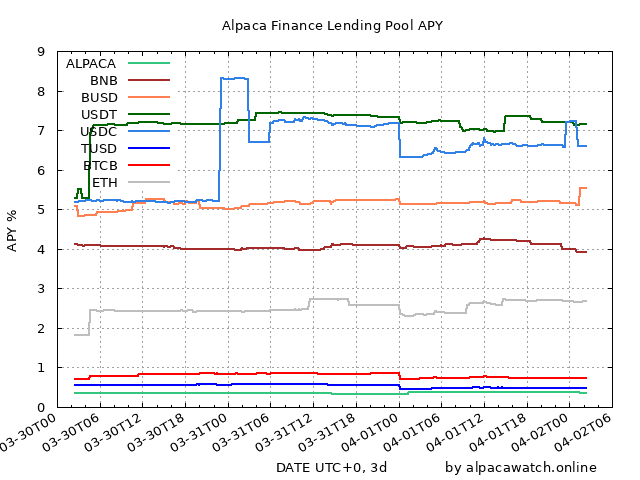 Alpaca Finance Lending Pool APY
9
8
7
6
5
4
3
2
1
0
APY %
ALPACA
BNB
BUSD
USDT
USDC
TUSD
BTCB
ETH
03-30T00
03-30T06
03-30T12
03-30T18
03-31T00
03-31T06
03-31T12
03-31T18
04-01T00
04-01T06
04-01T12
04-01T18
04-02T00
04-02T06
DATE UTC+0, 3d
by alpacawatch.online